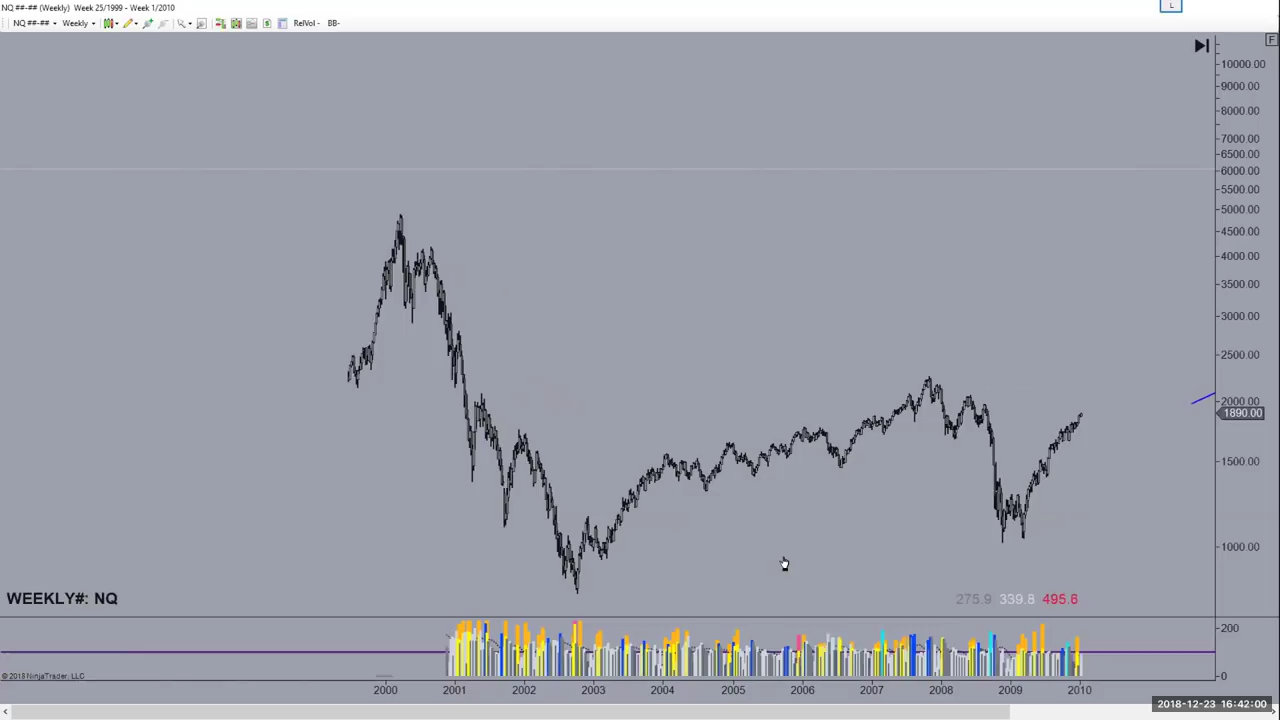 NQ ##-## (Weekly) Week 25/1999 - Week 1/2010
L
NQ ##-## Weekly RelVol - BB-
F
10000.00
9000.00
8000.00
7000.00
6500.00
6000.00
5500.00
5000.00
4500.00
4000.00
3500.00
3000.00
2500.00
2000.00
1890.00
1500.00
1000.00
WEEKLY#: NQ
275.9 339.8 495.6
200
0
© 2018 NinjaTrader, LLC
2000 2001 2002 2003 2004 2005 2006 2007 2008 2009 2010
2018-12-23 16:42:00